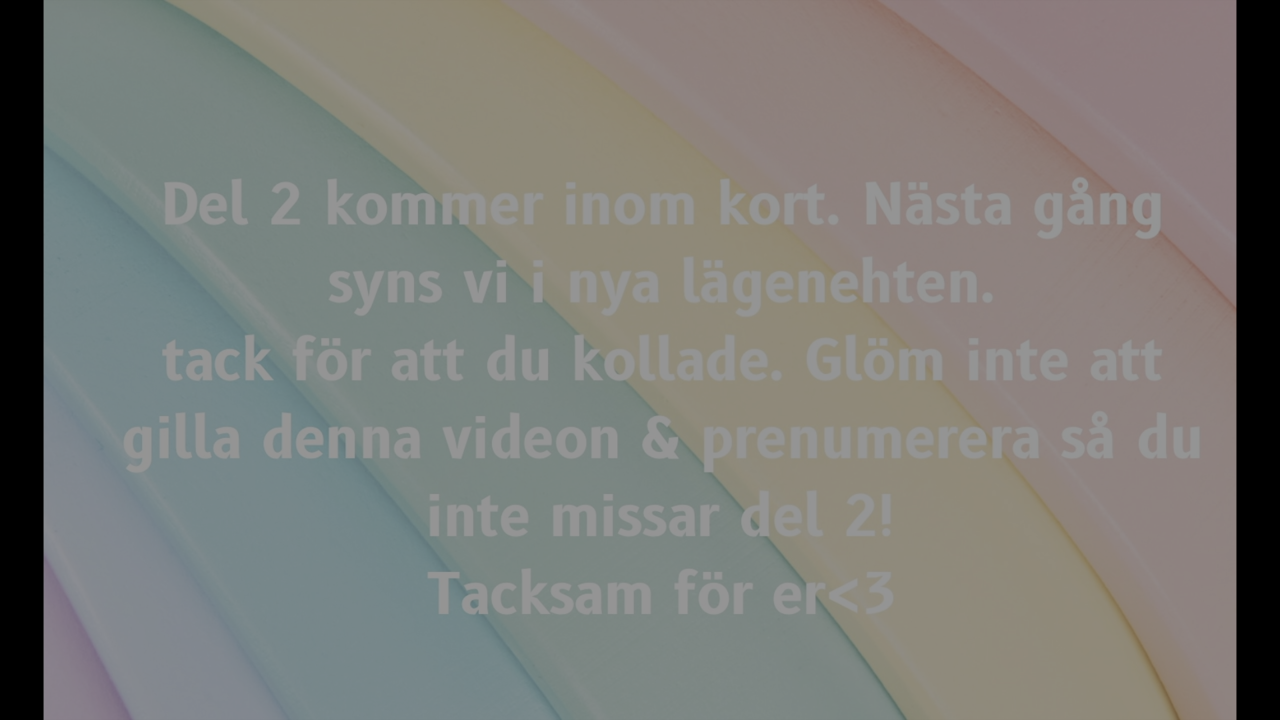 Del 2 kommer inom kort. Nästa gång
syns vi i nya lägenehten.
tack för att du kollade. Glöm inte att
gilla denna videon & prenumerera så du
inte missar del 2!
Tacksam för er<3